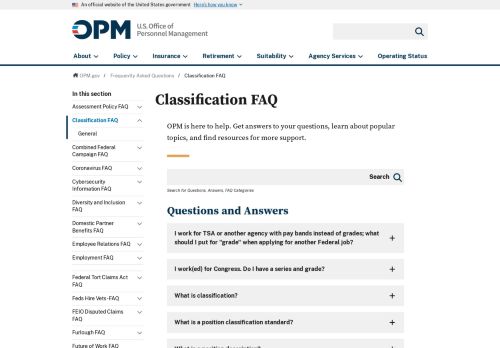 An official website of the United States government Here's how you know
OPM U.S. Office of
Personnel Management
About Policy Insurance Retirement Suitability Agency Services Operating Status
OPM.gov / Frequently Asked Questions / Classification FAQ
In this section
Assessment Policy FAQ
Classification FAQ
General
Combined Federal
Campaign FAQ
Coronavirus FAQ
Cybersecurity
Information FAQ
Diversity and Inclusion
FAQ
Domestic Partner
Benefits FAQ
Employee Relations FAQ
Employment FAQ
Federal Tort Claims Act
FAQ
Feds Hire Vets -FAQ
FEIO Disputed Claims
FAQ
Furlough FAQ
Future of Work FAQ
Classification FAQ
OPM is here to help. Get answers to your questions, learn about popular
topics, and find resources for more support.
Search
Search for Questions, Answers, FAQ Categories
Questions and Answers
I work for TSA or another agency with pay bands instead of grades; what
should I put for "grade" when applying for another Federal job?
I work(ed) for Congress. Do I have a series and grade?
What is classification?
What is a position classification standard?
What is a position description?